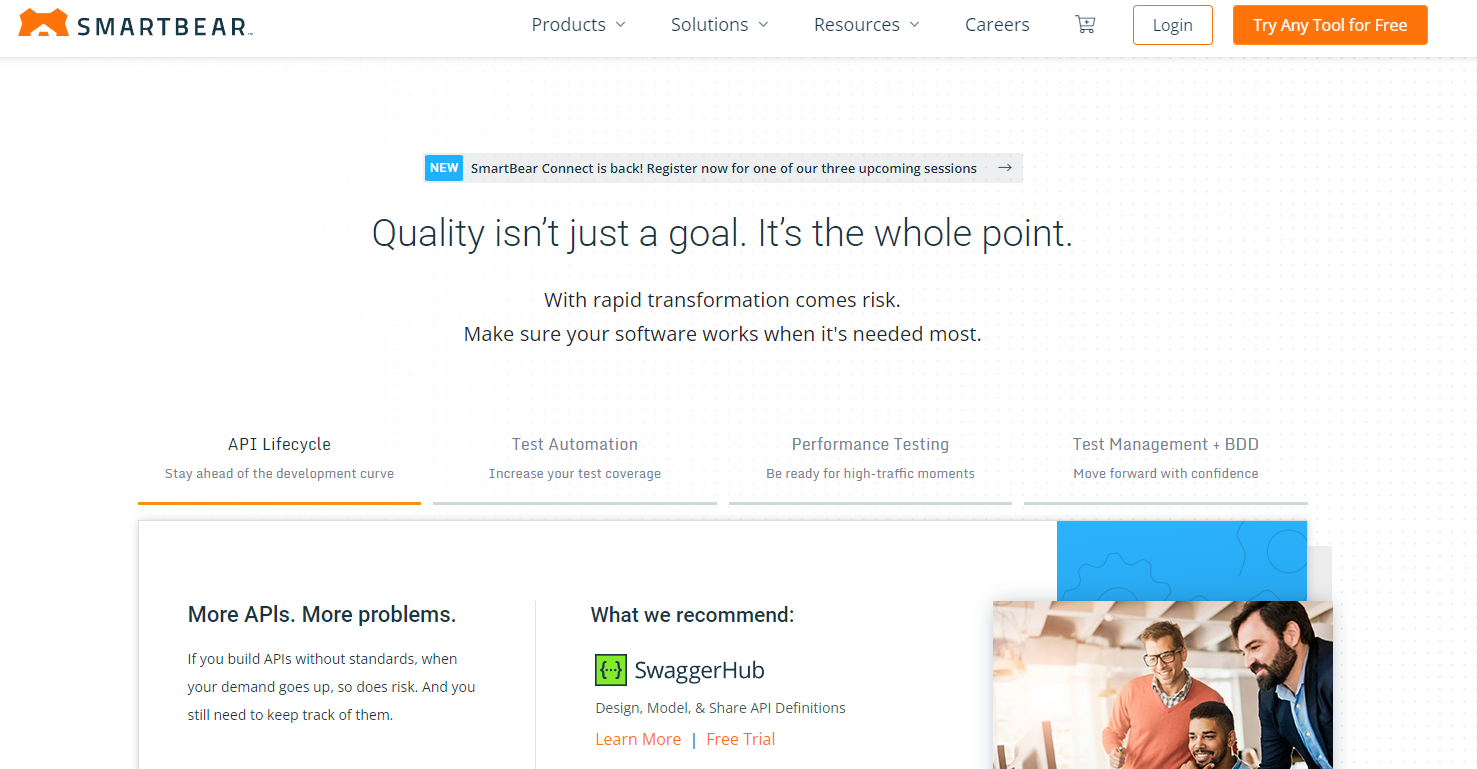 SMARTBEAR™
Products
Solutions
Resources
Careers
Login
Try Any Tool for Free
NEW SmartBear Connect is back! Register now for one of our three upcoming sessions →
Quality isn’t just a goal. It’s the whole point.
With rapid transformation comes risk.
Make sure your software works when it's needed most.
API Lifecycle
Stay ahead of the development curve
Test Automation
Increase your test coverage
Performance Testing
Be ready for high-traffic moments
Test Management + BDD
Move forward with confidence
More APIs. More problems.
If you build APIs without standards, when
your demand goes up, so does risk. And you
still need to keep track of them.
What we recommend:
{···} SwaggerHub
Design, Model, & Share API Definitions
Learn More | Free Trial